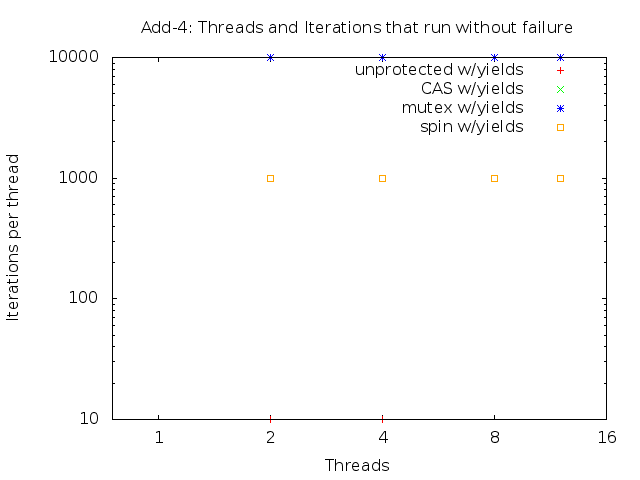 Add-4: Threads and Iterations that run without failure
10000
unprotected w/yields
CAS w/yields
mutex w/yields
spin w/yields
1000
Iterations per thread
100
10
1 2 4 8 16
Threads